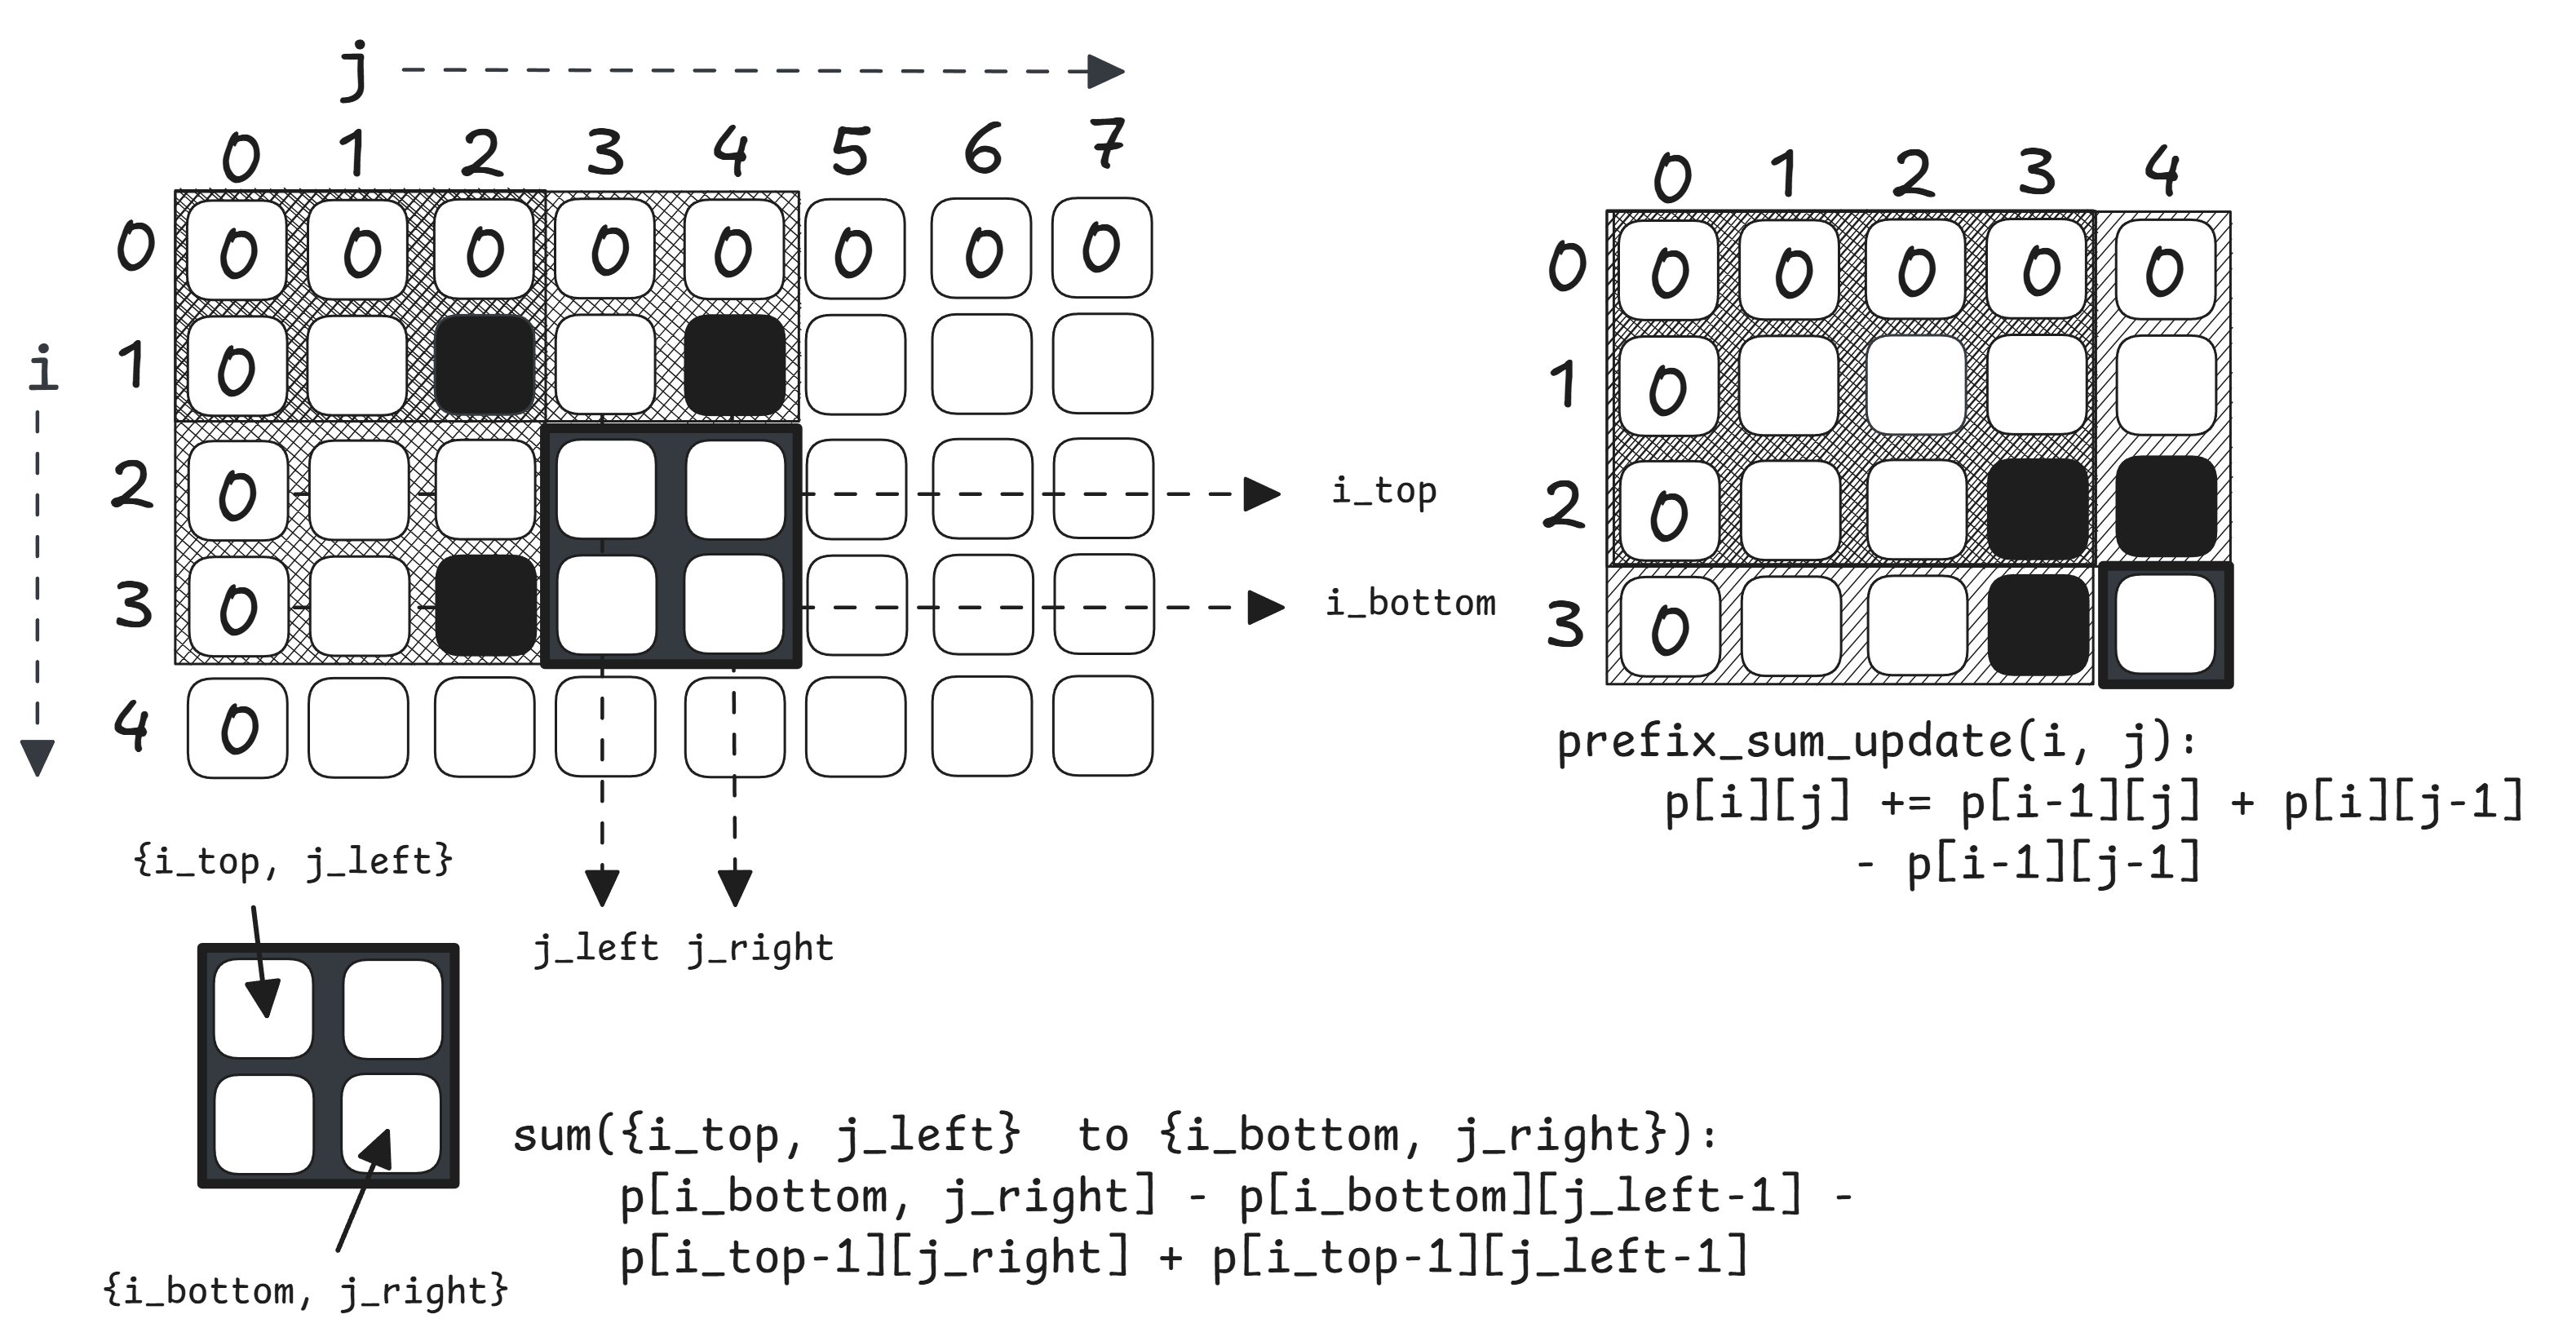 j
0 1 2 3 4 5 6 7
0 0 0 0 0 0 0 0 0
i
1 0
2 0
i_top
3 0
i_bottom
4 0
j_left j_right
{i_top, j_left}
{i_bottom, j_right}
0 1 2 3 4
0 0 0 0 0 0
1 0
2 0
3 0
prefix_sum_update(i, j):
p[i][j] += p[i-1][j] + p[i][j-1]
- p[i-1][j-1]
sum({i_top, j_left} to {i_bottom, j_right}):
p[i_bottom, j_right] - p[i_bottom][j_left-1] -
p[i_top-1][j_right] + p[i_top-1][j_left-1]